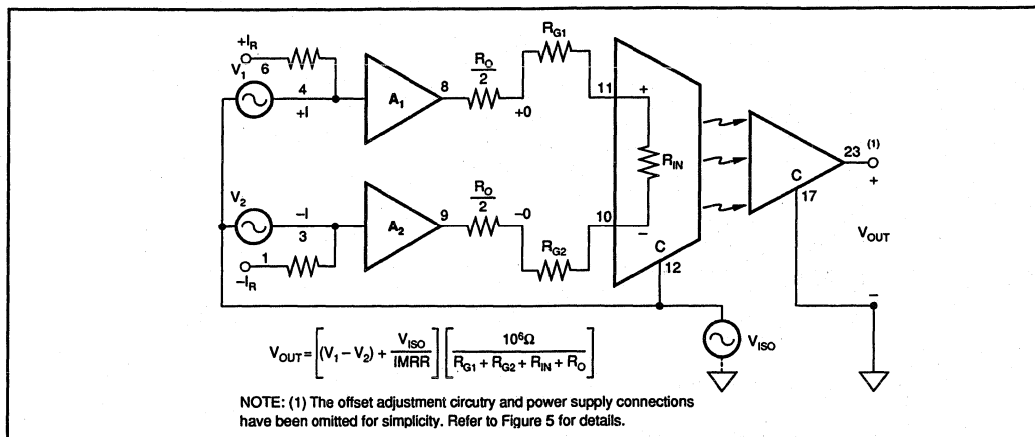 R_G1
+I_R
6
V_1
4
+I
A_1
8
R_O
2
+0
11
+
R_IN
23 (1)
+
C
17
V_2
−I
3
A_2
9
R_O
2
−0
10
−
C
12
V_OUT
1
−I_R
R_G2
−
V_ISO
V_OUT = [(V_1 − V_2) + V_ISO / IMRR] [10^6Ω / R_G1 + R_G2 + R_IN + R_O]
NOTE: (1) The offset adjustment circutry and power supply connections
have been omitted for simplicity. Refer to Figure 5 for details.